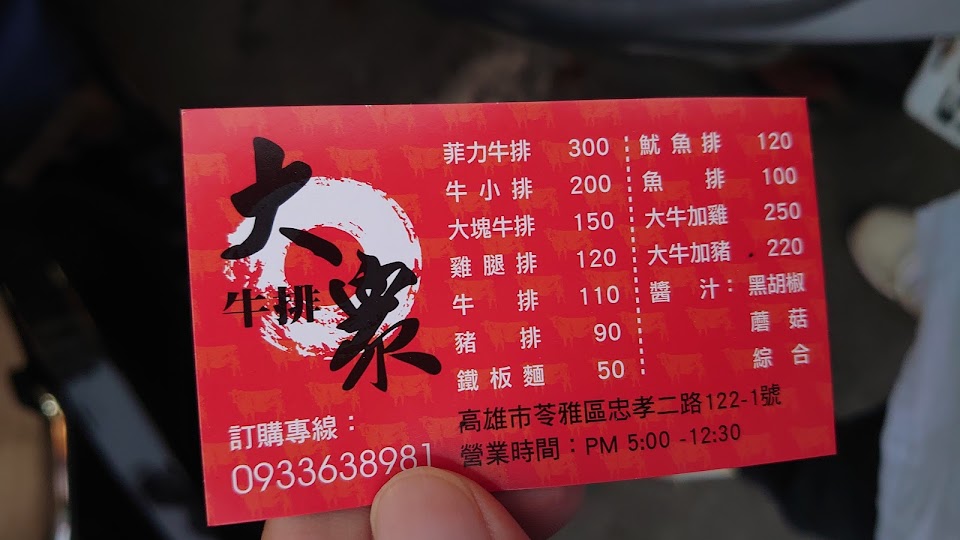 大眾
牛排
訂購專線：
0933638981
菲力牛排 300
牛小排 200
大塊牛排 150
雞腿排 120
牛排 110
豬排 90
鐵板麵 50
魷魚排 120
魚排 100
大牛加雞 250
大牛加豬 220
醬汁：黑胡椒
蘑菇
綜合
高雄市苓雅區忠孝二路122-1號
營業時間：PM 5:00 -12:30